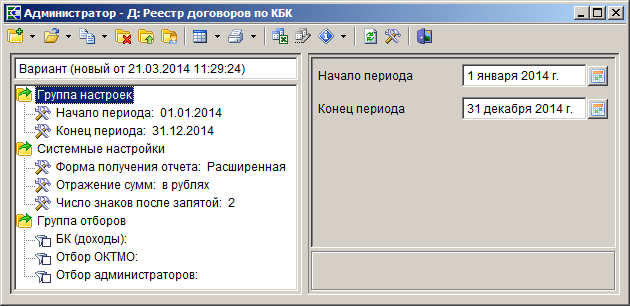 Администратор - Д: Реестр договоров по КБК
Вариант (новый от 21.03.2014 11:29:24)
Группа настроек
Начало периода: 01.01.2014
Конец периода: 31.12.2014
Системные настройки
Форма получения отчета: Расширенная
Отражение сумм: в рублях
Число знаков после запятой: 2
Группа отборов
БК (доходы):
Отбор ОКТМО:
Отбор администраторов:
Начало периода 1 января 2014 г.
Конец периода 31 декабря 2014 г.